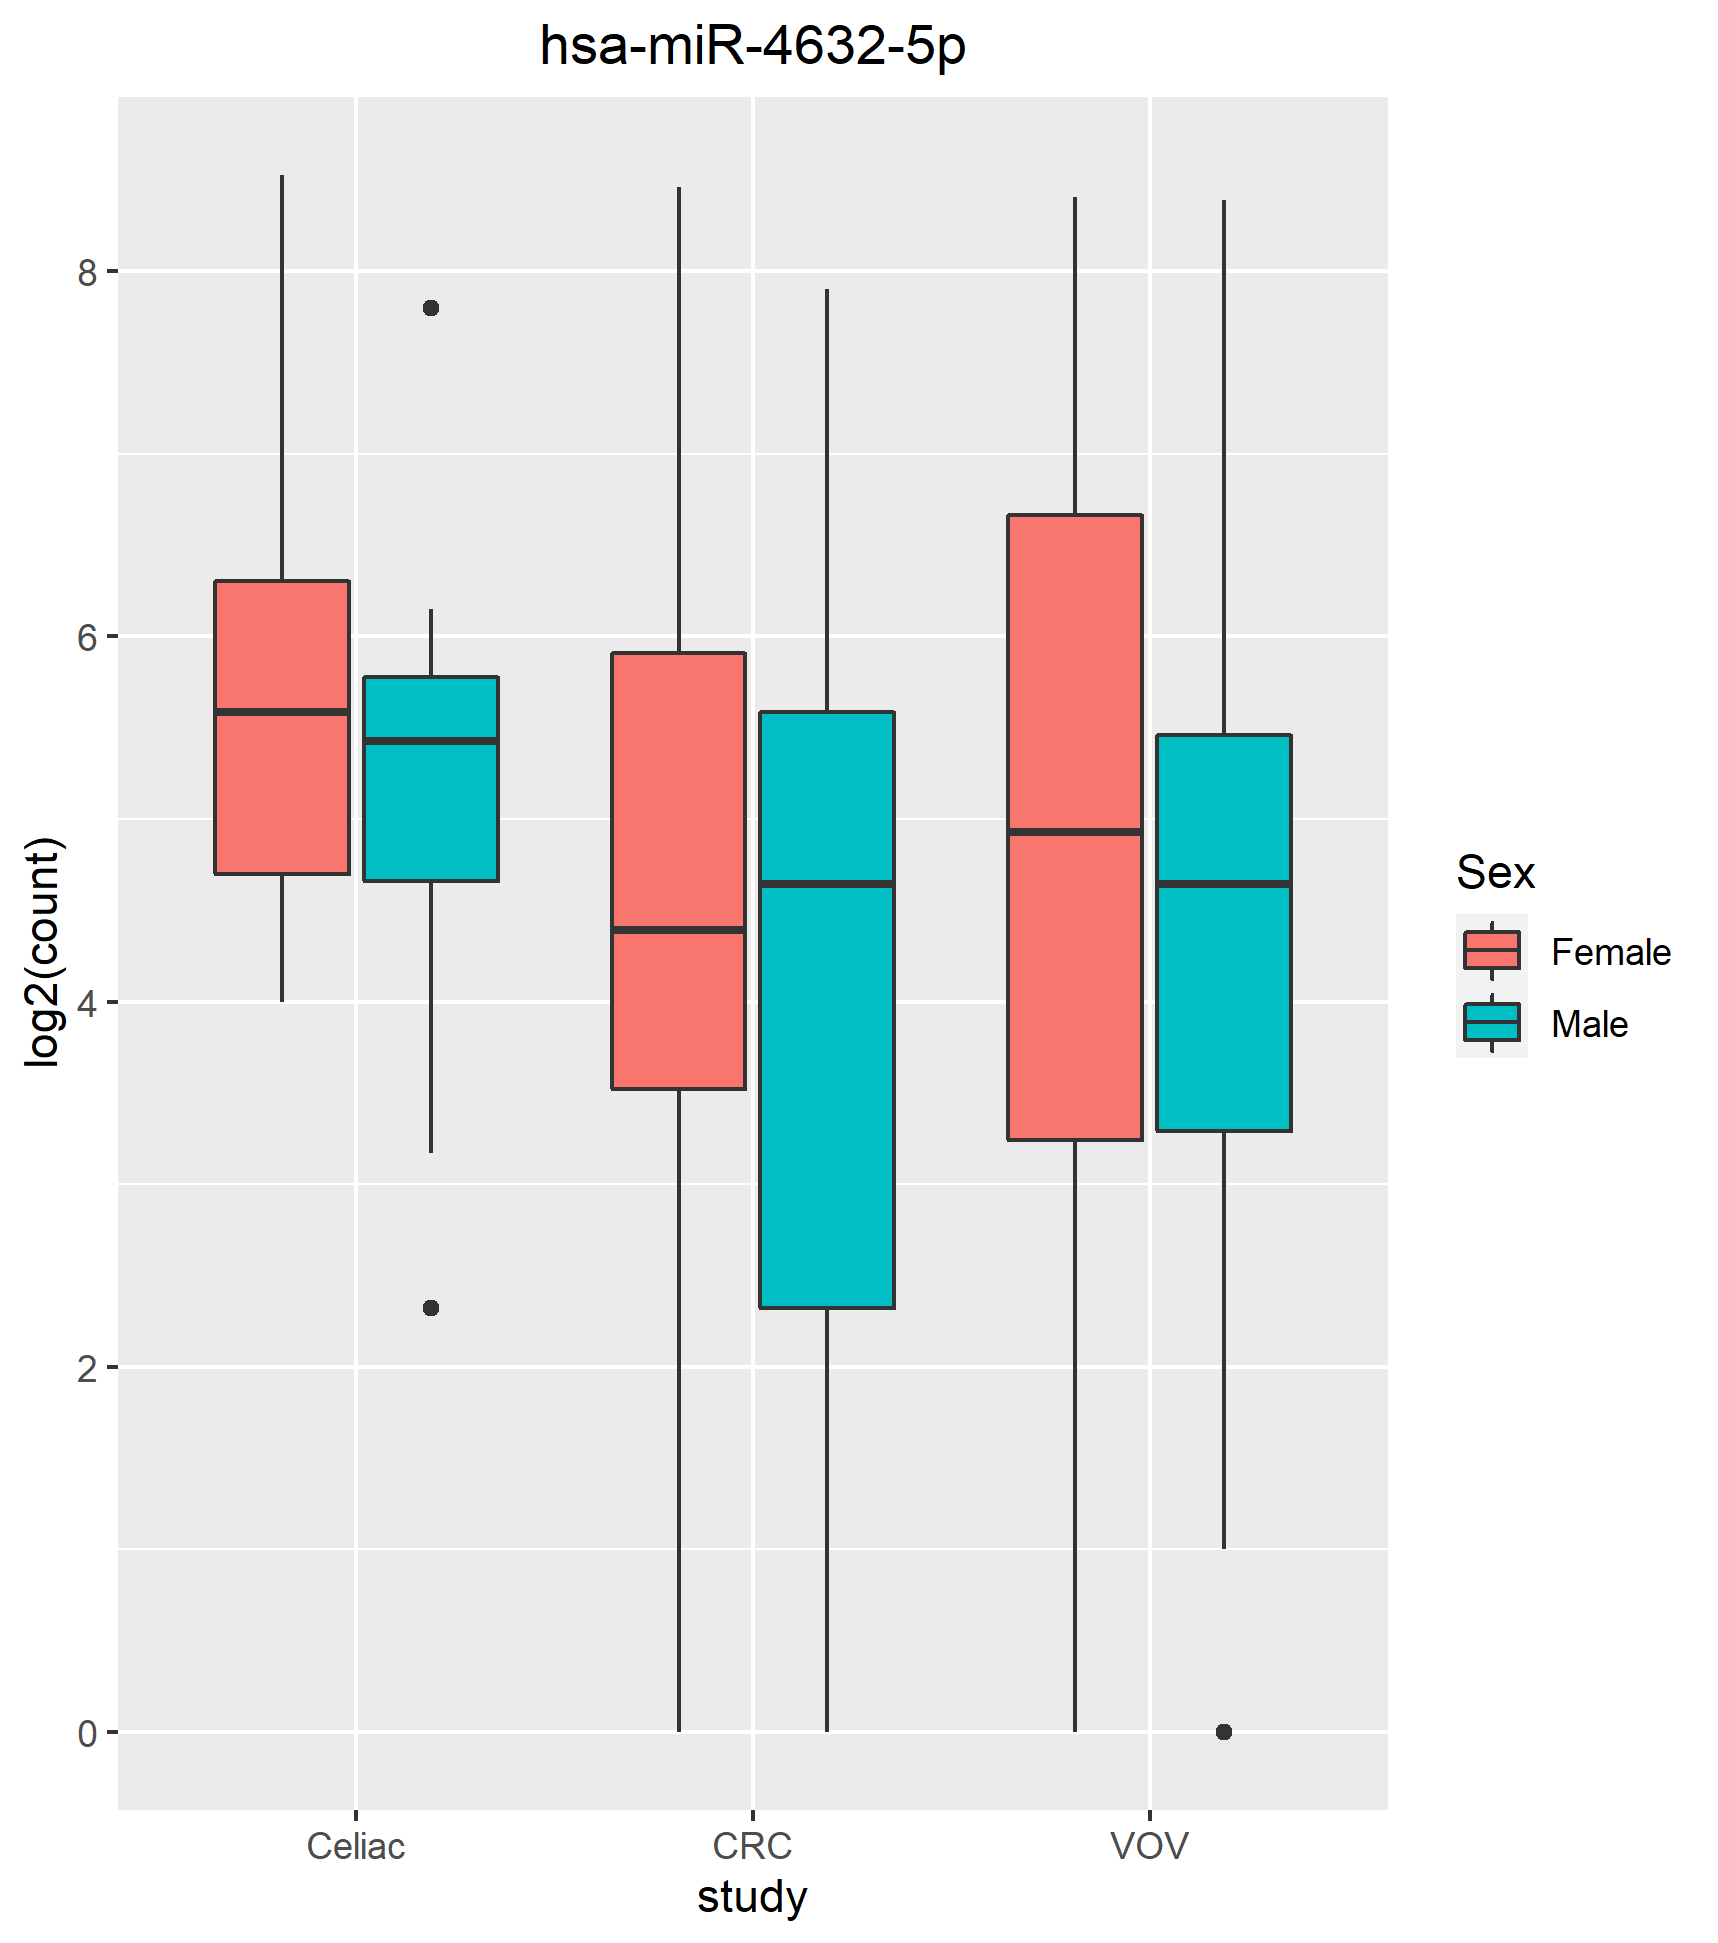 hsa-miR-4632-5p
log2(count)
8
6
4
2
0
Celiac CRC VOV
study
Sex
Female
Male